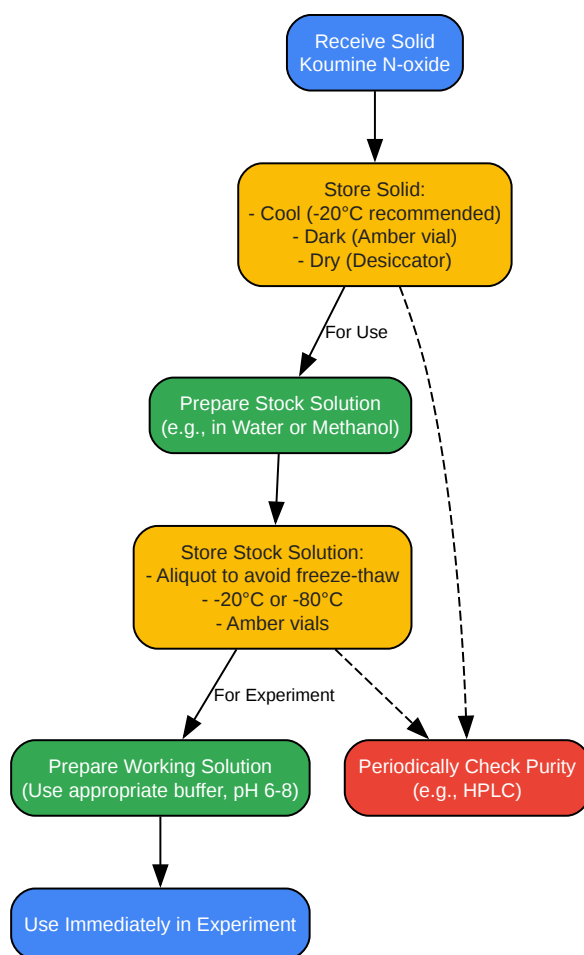 Receive Solid
Koumine N-oxide
Store Solid:
- Cool (-20°C recommended)
- Dark (Amber vial)
- Dry (Desiccator)
For Use
Prepare Stock Solution
(e.g., in Water or Methanol)
Store Stock Solution:
- Aliquot to avoid freeze-thaw
- -20°C or -80°C
- Amber vials
For Experiment
Prepare Working Solution
(Use appropriate buffer, pH 6-8)
Periodically Check Purity
(e.g., HPLC)
Use Immediately in Experiment